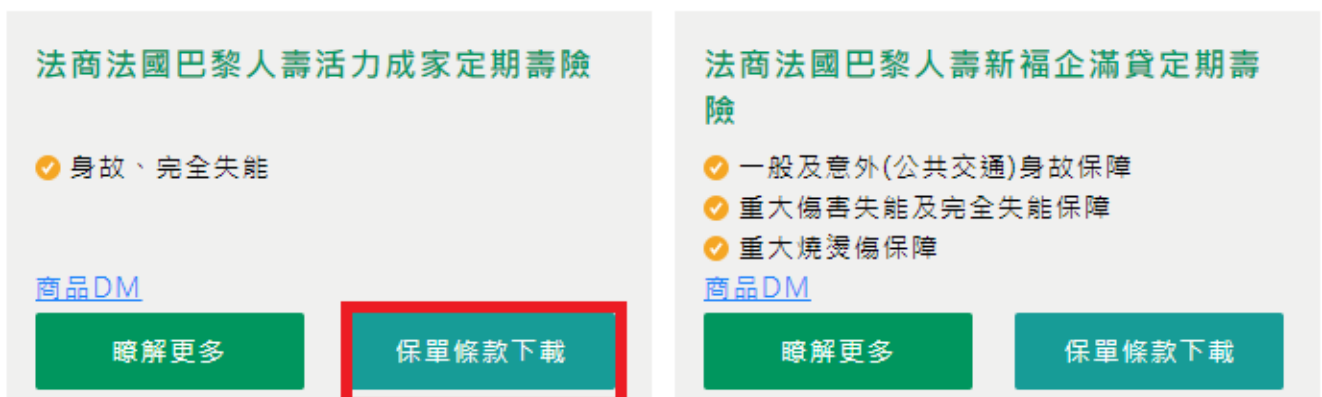 法商法國巴黎人壽活力成家定期壽險
身故、完全失能
商品DM
瞭解更多
保單條款下載
法商法國巴黎人壽新福企滿貸定期壽
險
一般及意外(公共交通)身故保障
重大傷害失能及完全失能保障
重大燒燙傷保障
商品DM
瞭解更多
保單條款下載